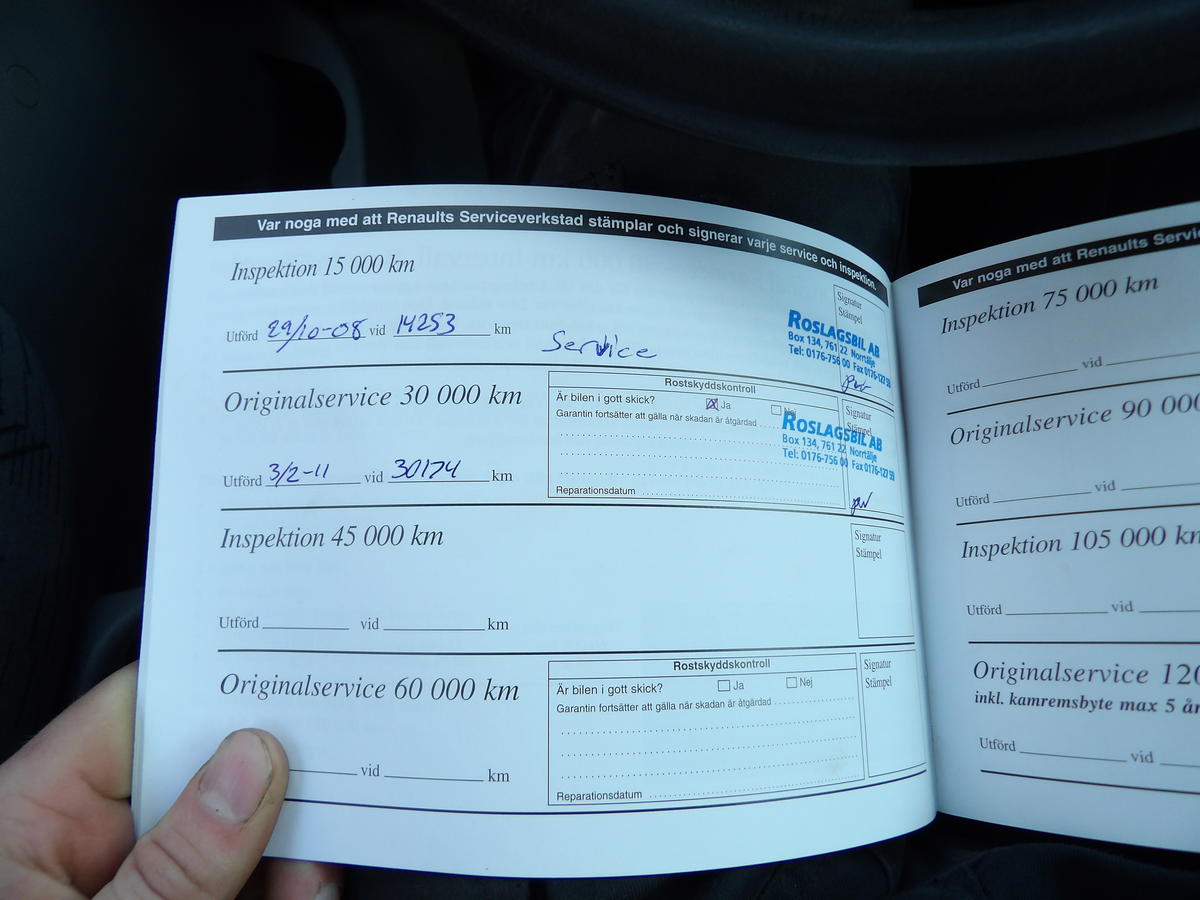 Var noga med att Renaults Serviceverkstad stämplar och signerar varje service och inspektion.
Inspektion 15 000 km
Signatur
Stämpel
Utförd 29/10-08 vid 14253 km
Service
ROSLAGSBIL AB
Box 134, 761 22 Norrtälje
Tel: 0176-756 00 Fax 0176-127 59
Originalservice 30 000 km
Rostskyddskontroll
Är bilen i gott skick? Ja Nej
Garantin fortsätter att gälla när skadan är åtgärdad
Signatur
Stämpel
ROSLAGSBIL AB
Box 134, 761 22 Norrtälje
Tel: 0176-756 00 Fax 0176-127 59
Utförd 3/2-11 vid 30174 km
Reparationsdatum
Inspektion 45 000 km
Signatur
Stämpel
Utförd vid km
Originalservice 60 000 km
Rostskyddskontroll
Är bilen i gott skick? Ja Nej
Garantin fortsätter att gälla när skadan är åtgärdad
Signatur
Stämpel
vid km
Reparationsdatum
Var noga med att Renaults
Inspektion 75 000 km
Utförd vid
Originalservice 90
Utförd vid
Inspektion 105 000
Utförd vid
Originalservice
inkl. kamremsbyte max 5
Utförd vid